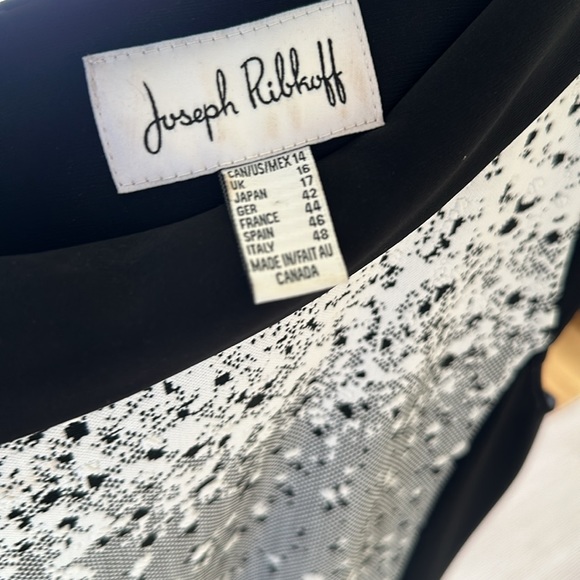 Joseph Ribkoff
CAN/US/MEX 14
UK 16
JAPAN 17
GER 42
FRANCE 44
SPAIN 46
ITALY 48
MADE IN/FAIT AU
CANADA